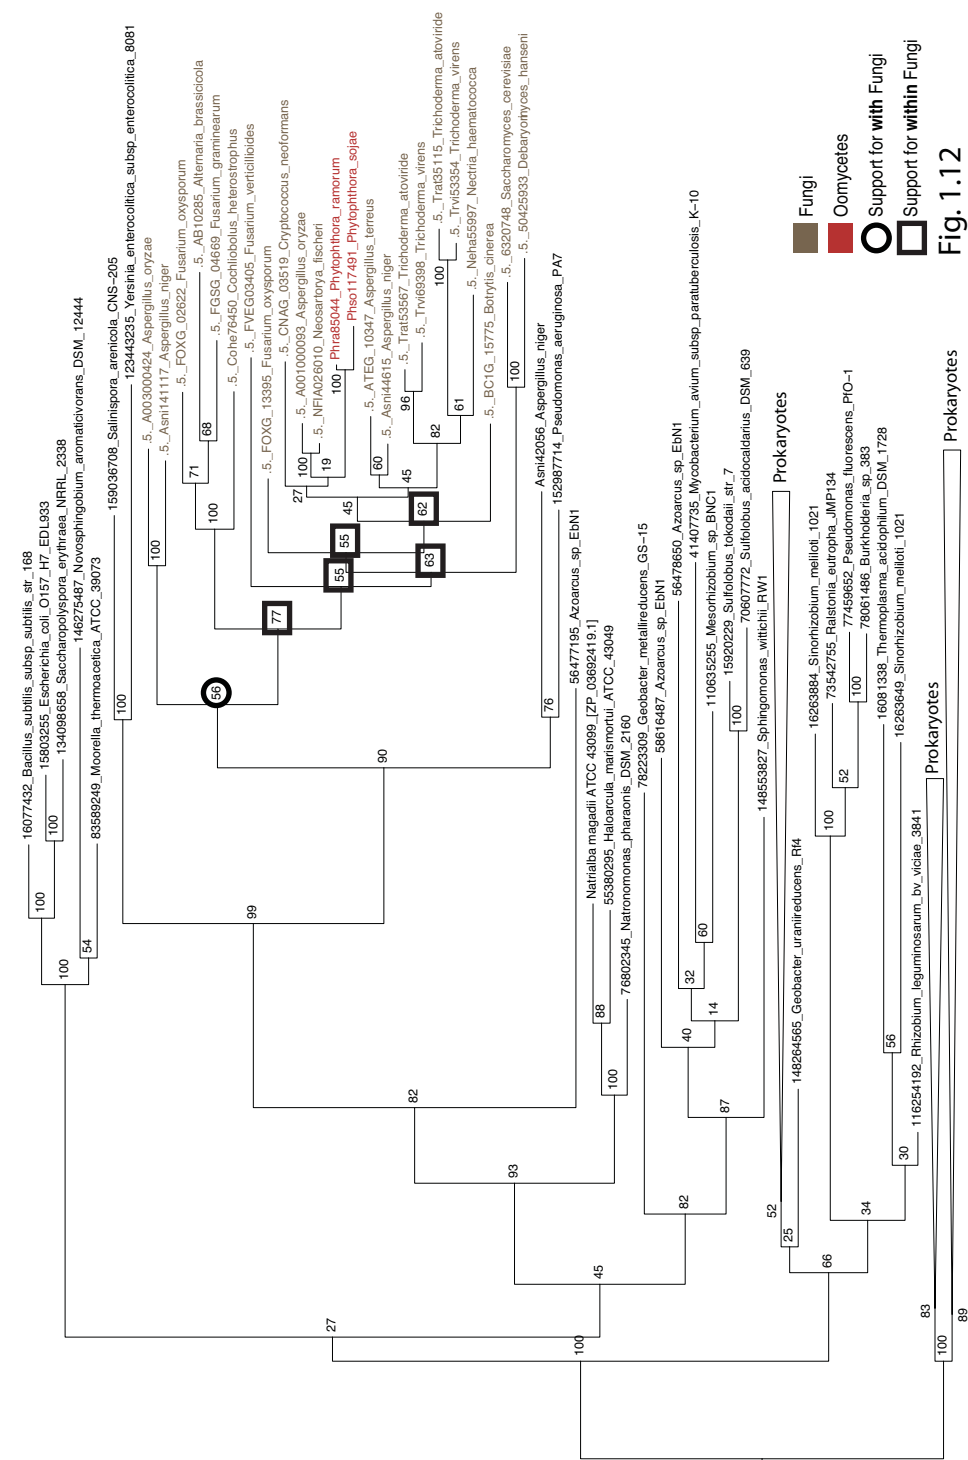 16077432_Bacillus_subtilis_subsp_subtilis_str_168
15803255_Escherichia_coli_O157_H7_EDL933
134098658_Saccharopolyspora_erythraea_NRRL_2338
146275487_Novosphingobium_aromaticivorans_DSM_12444
83589249_Moorella_thermoacetica_ATCC_39073
159036708_Salinispora_arenicola_CNS-205
123443235_Yersinia_enterocolitica_subsp_enterocolitica_8081
.5._A003000424_Aspergillus_oryzae
.5._Asni141117_Aspergillus_niger
.5._FOXG_02622_Fusarium_oxysporum
.5._AB10285_Alternaria_brassicicola
.5._FGSG_04669_Fusarium_graminearum
.5._Cohe76450_Cochliobolus_heterostrophus
.5._FVEG03405_Fusarium_verticillioides
.5._FOXG_13395_Fusarium_oxysporum
.5._CNAG_03519_Cryptococcus_neoformans
.5._A001000093_Aspergillus_oryzae
.5._NFIA026010_Neosartorya_fischeri
Phra85044_Phytophthora_ramorum
Phso117491_Phytophthora_sojae
.5._ATEG_10347_Aspergillus_terreus
.5._Asni44615_Aspergillus_niger
.5._Trat53567_Trichoderma_atoviride
.5._Trvi69398_Trichoderma_virens
.5._Trat35115_Trichoderma_atoviride
.5._Trvi53354_Trichoderma_virens
.5._Neha55997_Nectria_haematococca
.5._BC1G_15775_Botrytis_cinerea
.5._6320748_Saccharomyces_cerevisiae
.5._50425933_Debaryomyces_hanseni
Asni42056_Aspergillus_niger
152987714_Pseudomonas_aeruginosa_PA7
56477195_Azoarcus_sp_EbN1
Natrialba magadii ATCC 43099_[ZP_03692419.1]
55380295_Haloarcula_marismortui_ATCC_43049
76802345_Natronomonas_pharaonis_DSM_2160
78223309_Geobacter_metallireducens_GS-15
58616487_Azoarcus_sp_EbN1
56478650_Azoarcus_sp_EbN1
41407735_Mycobacterium_avium_subsp_paratuberculosis_K-10
110635255_Mesorhizobium_sp_BNC1
15920229_Sulfolobus_tokodaii_str_7
70607772_Sulfolobus_acidocaldarius_DSM_639
148553827_Sphingomonas_wittichii_RW1
Prokaryotes
148264565_Geobacter_uraniireducens_Rf4
16263884_Sinorhizobium_meliloti_1021
73542755_Ralstonia_eutropha_JMP134
77459652_Pseudomonas_fluorescens_PfO-1
78061486_Burkholderia_sp_383
16081338_Thermoplasma_acidophilum_DSM_1728
16263649_Sinorhizobium_meliloti_1021
116254192_Rhizobium_leguminosarum_bv_viciae_3841
Prokaryotes
Prokaryotes
100
100
100
54
100
99
100
56
77
100
71
68
55
55
63
62
45
27
100
19
100
45
60
96
82
61
100
100
90
76
82
93
88
100
27
45
82
87
40
32
60
14
100
100
52
25
66
100
52
100
34
56
30
83
100
89
Fungi
Oomycetes
Support for with Fungi
Support for within Fungi
Fig. 1.12